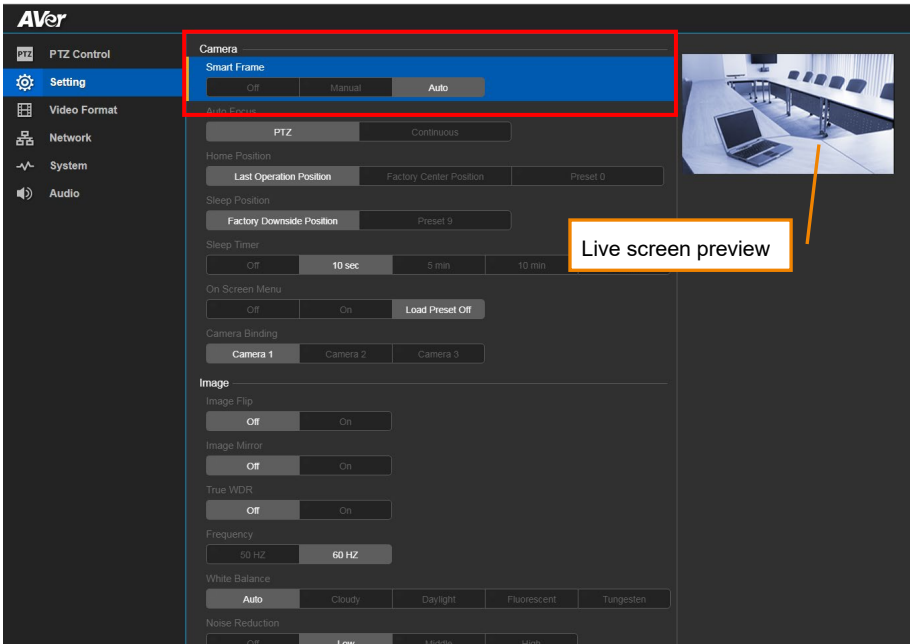 AVer
PTZ PTZ Control
Setting
Video Format
Network
System
Audio
Camera
Smart Frame
Off Manual Auto
Auto Focus
PTZ Continuous
Home Position
Last Operation Position Factory Center Position Preset 0
Sleep Position
Factory Downside Position Preset 9
Sleep Timer
Off 10 sec 5 min 10 min
On Screen Menu
Off On Load Preset Off
Camera Binding
Camera 1 Camera 2 Camera 3
Image
Image Flip
Off On
Image Mirror
Off On
True WDR
Off On
Frequency
50 HZ 60 HZ
White Balance
Auto Cloudy Daylight Fluorescent Tungesten
Noise Reduction
Off Low Middle High
Live screen preview